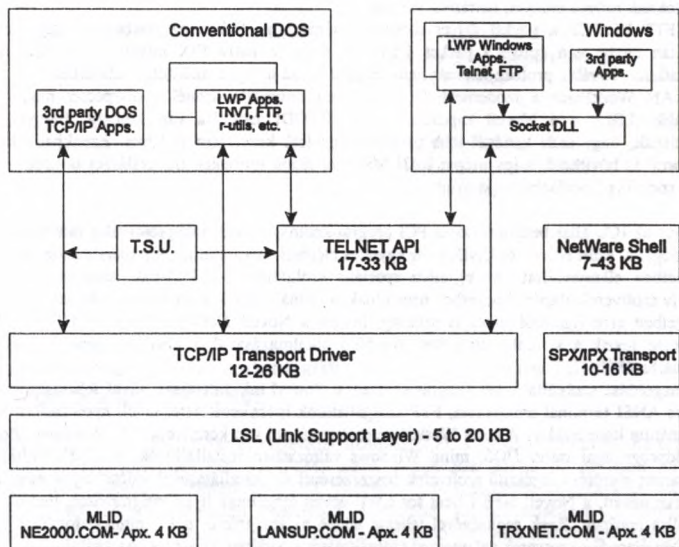 Conventional DOS
Windows
LWP Windows
Apps.
Telnet, FTP
3rd party
Apps.
3rd party DOS
TCP/IP Apps.
LWP Apps.
TNVT, FTP,
r-utils, etc.
Socket DLL
T.S.U.
TELNET API
17-33 KB
NetWare Shell
7-43 KB
TCP/IP Transport Driver
12-26 KB
SPX/IPX Transport
10-16 KB
LSL (Link Support Layer) - 5 to 20 KB
MLID
NE2000.COM- Apx. 4 KB
MLID
LANSUP.COM- Apx. 4 KB
MLID
TRXNET.COM- Apx. 4 KB